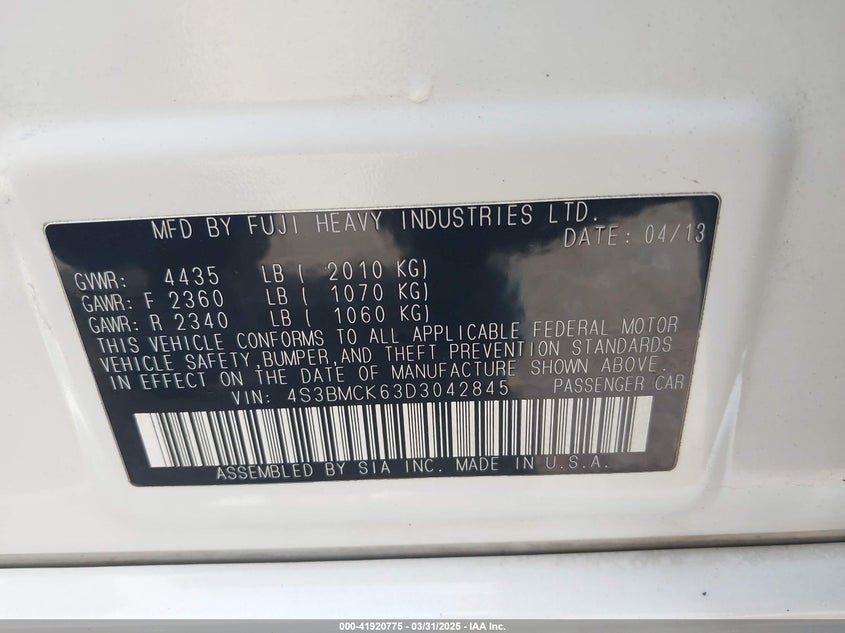 MFD BY FUJI HEAVY INDUSTRIES LTD.
DATE: 04/13
GVWR: 4435 LB ( 2010 KG)
GAWR: F 2360 LB ( 1070 KG)
GAWR: R 2340 LB ( 1060 KG)
THIS VEHICLE CONFORMS TO ALL APPLICABLE FEDERAL MOTOR
VEHICLE SAFETY,BUMPER,AND THEFT PREVENTION STANDARDS
IN EFFECT ON THE DATE OF MANUFACTURE SHOWN ABOVE.
VIN: 4S3BMCK63D3042845 PASSENGER CAR
ASSEMBLED BY SIA INC. MADE IN U.S.A.
000-41920775 - 03/31/2025 - IAA Inc.